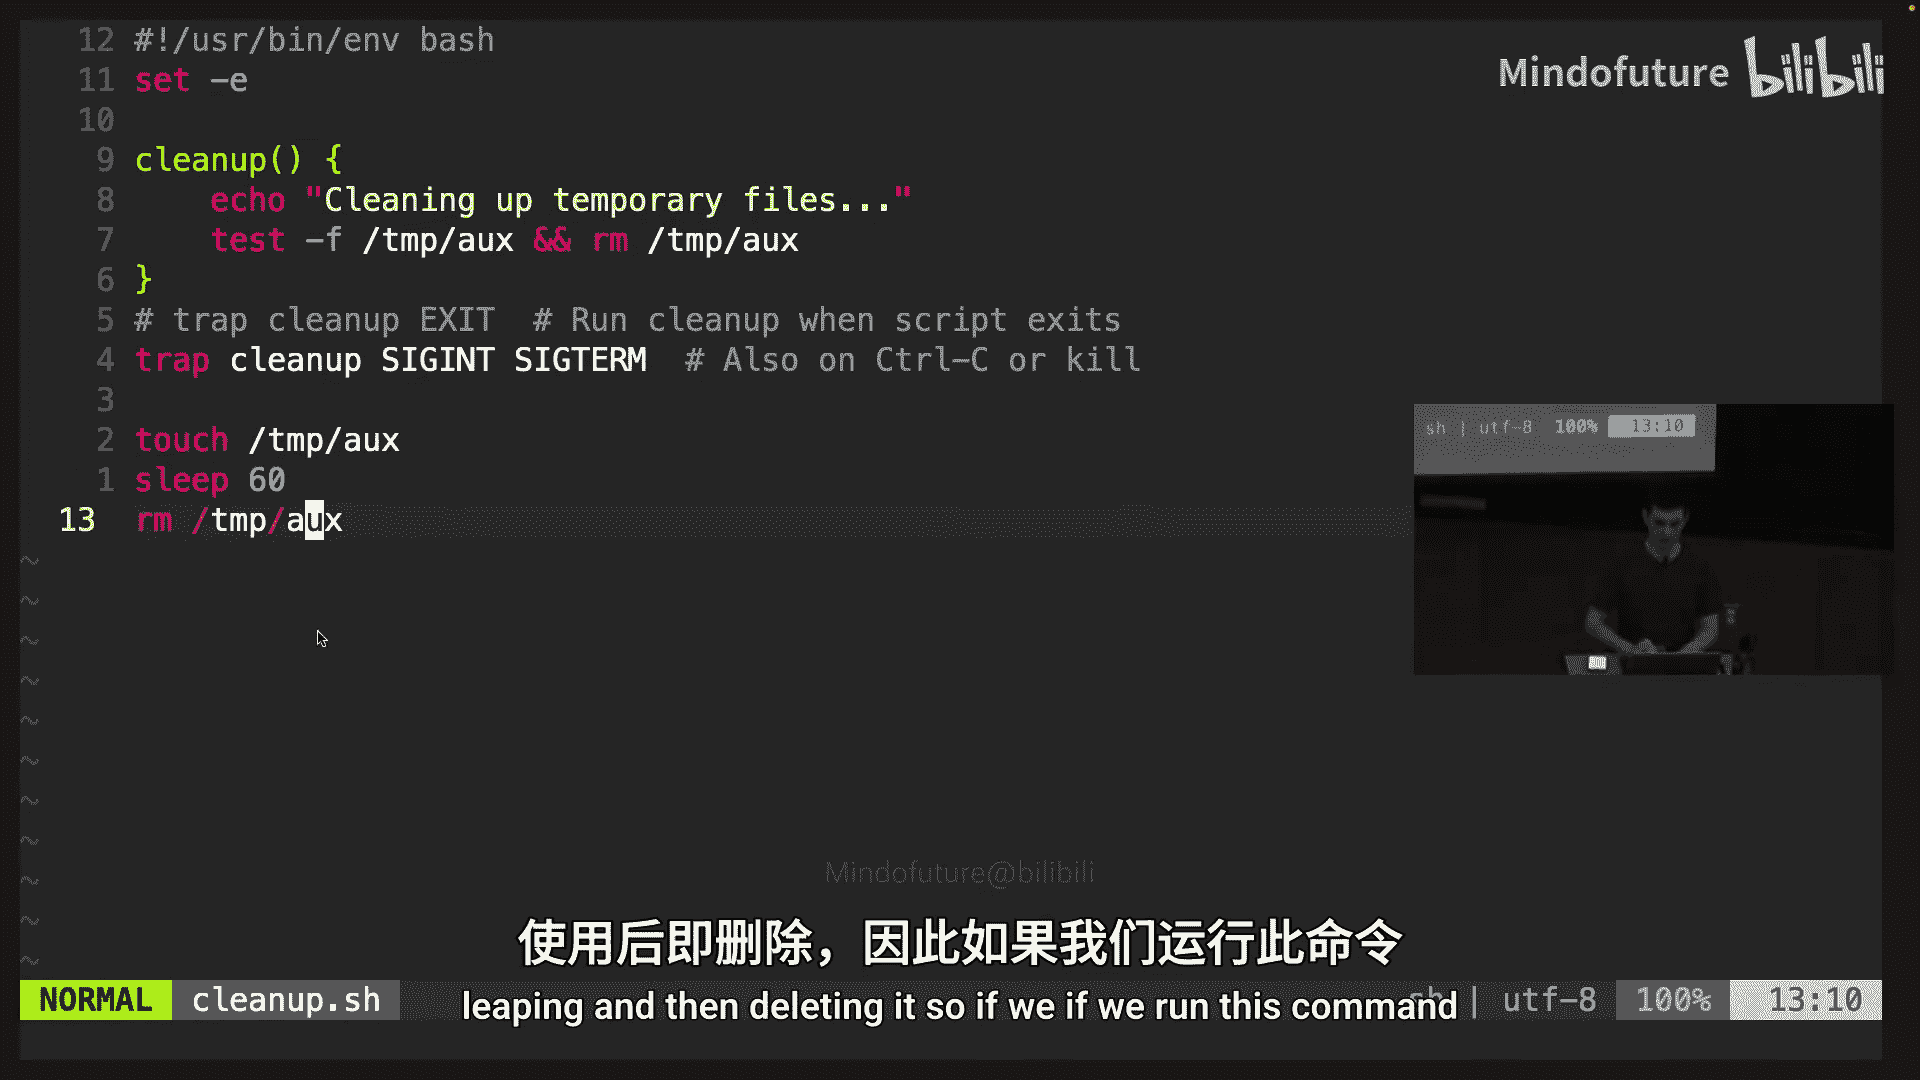 12 #!/usr/bin/env bash
11 set -e
10
9 cleanup() {
8 echo "Cleaning up temporary files..."
7 test -f /tmp/aux && rm /tmp/aux
6 }
5 # trap cleanup EXIT  # Run cleanup when script exits
4 trap cleanup SIGINT SIGTERM  # Also on Ctrl-C or kill
3
2 touch /tmp/aux
1 sleep 60
13 rm /tmp/aux
~
~
~
~
~
~
~
~
~
~
~
Mindofuture bilibili
sh | utf-8 100% 13:10
Mindofuture@bilibili
使用后即删除，因此如果我们运行此命令
leaping and then deleting it so if we if we run this command
NORMAL cleanup.sh sh | utf-8 100% 13:10